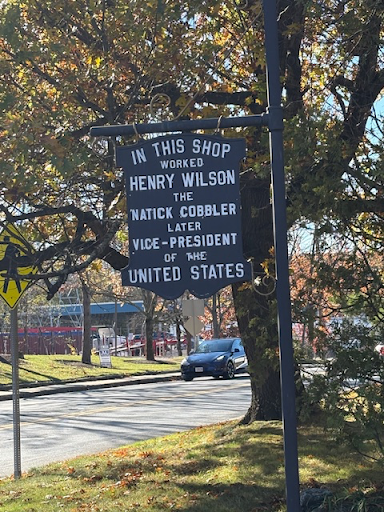 IN THIS SHOP
WORKED
HENRY WILSON
THE
NATICK COBBLER
LATER
VICE-PRESIDENT
OF THE
UNITED STATES